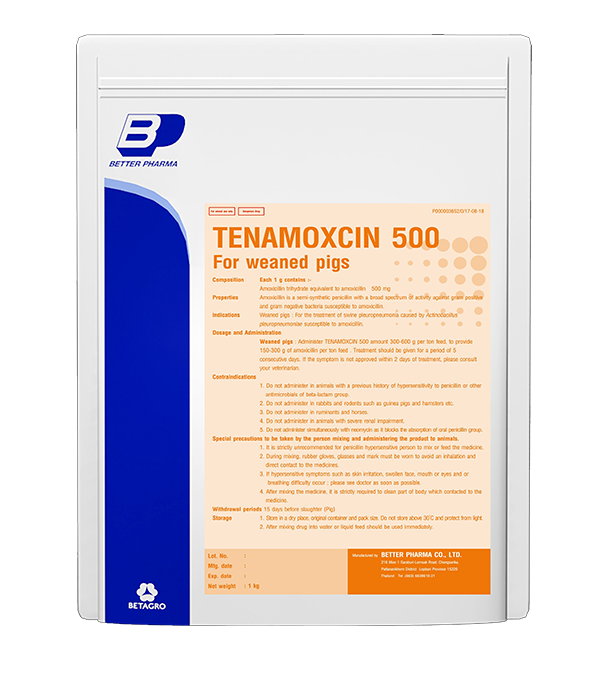 BETTER PHARMA
For animal use only Dangerous drug
TENAMOXCIN 500
For weaned pigs
Composition Each 1 g contains :-
Amoxicillin trihydrate equivalent to amoxicillin 500 mg
Properties Amoxicillin is a semi-synthetic penicillin with a broad spectrum of activity against gram positive
and gram negative bacteria susceptible to amoxicillin.
Indications Weaned pigs : For the treatment of swine pleuropneumonia caused by Actinobacillus
pleuropneumoniae susceptible to amoxicillin.
Dosage and Administration
Weaned pigs : Administer TENAMOXCIN 500 amount 300-600 g per ton feed, to provide
150-300 g of amoxicillin per ton feed . Treatment should be given for a period of 5
consecutive days. If the symptom is not approved within 2 days of treatment, please consult
your veterinarian.
Contraindications
1. Do not administer in animals with a previous history of hypersensitivity to penicillin or other
antimicrobials of beta-lactam group.
2. Do not administer in rabbits and rodents such as guinea pigs and hamsters etc.
3. Do not administer in ruminants and horses.
4. Do not administer in animals with severe renal impairment.
5. Do not administer simultaneously with neomycin as it blocks the absorption of oral penicillin group.
Special precautions to be taken by the person mixing and administering the product to animals.
1. It is strictly unrecommended for penicillin hypersensitive person to mix or feed the medicine.
2. During mixing, rubber gloves, glasses and mask must be worn to avoid an inhalation and
direct contact to the medicines.
3. If hypersensitive symptoms such as skin irritation, swollen face, mouth or eyes and or
breathing difficulty occur ; please see doctor as soon as possible.
4. After mixing the medicine, It is strictly required to clean part of body which contacted to the
medicine.
Withdrawal periods 15 days before slaughter (Pig)
Storage 1. Store in a dry place, original container and pack size. Do not store above 30°C and protect from light
2. After mixing drug into water or liquid feed should be used immediately.
Lot. No. :
Mfg. date :
Exp. date :
Net weight : 1 kg
Manufactured by BETTER PHARMA CO., LTD.
BETAGRO